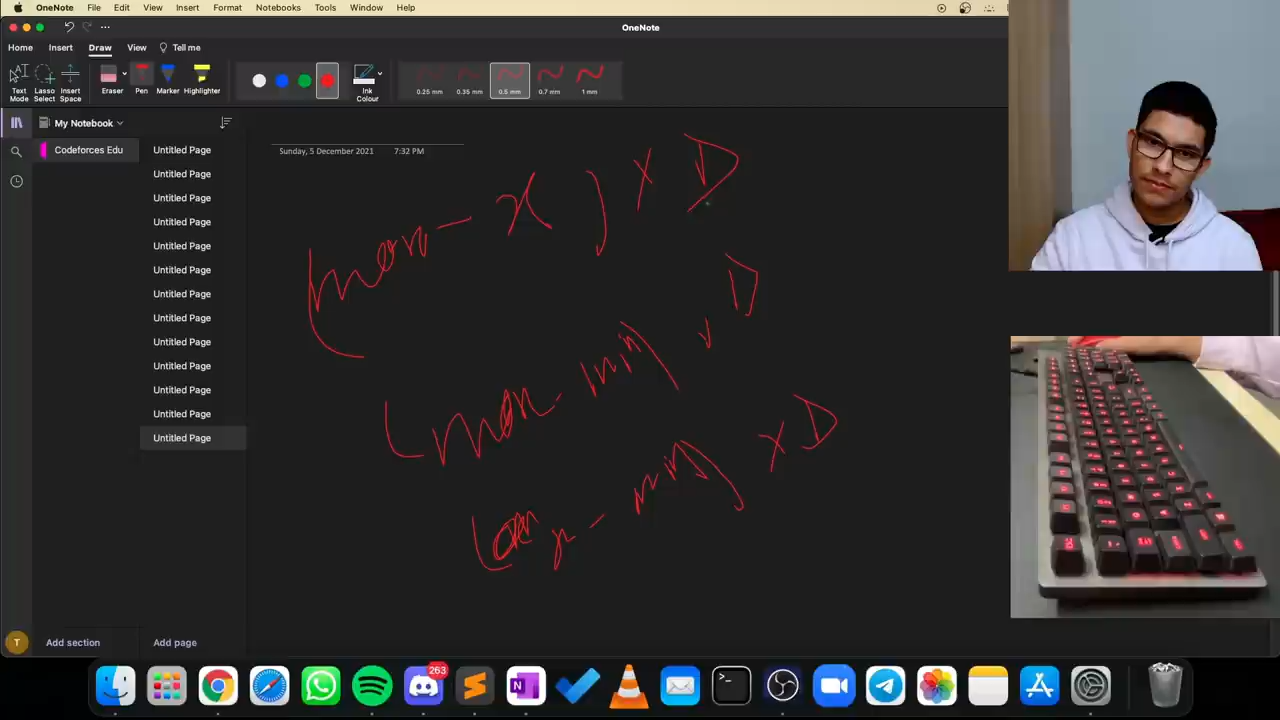 OneNote File Edit View Insert Format Notebooks Tools Window Help
OneNote
Home Insert Draw View Tell me
Text Mode Lasso Select Insert Space Eraser Pen Marker Highlighter Ink Colour 0.25 mm 0.35 mm 0.5 mm 0.7 mm 1 mm
My Notebook
Codeforces Edu
Untitled Page
Untitled Page
Untitled Page
Untitled Page
Untitled Page
Untitled Page
Untitled Page
Untitled Page
Untitled Page
Untitled Page
Untitled Page
Untitled Page
Untitled Page
Sunday, 5 December 2021 7:32 PM
(max - x) x D
(max - min) x D
(x - min) x D
T Add section Add page
263